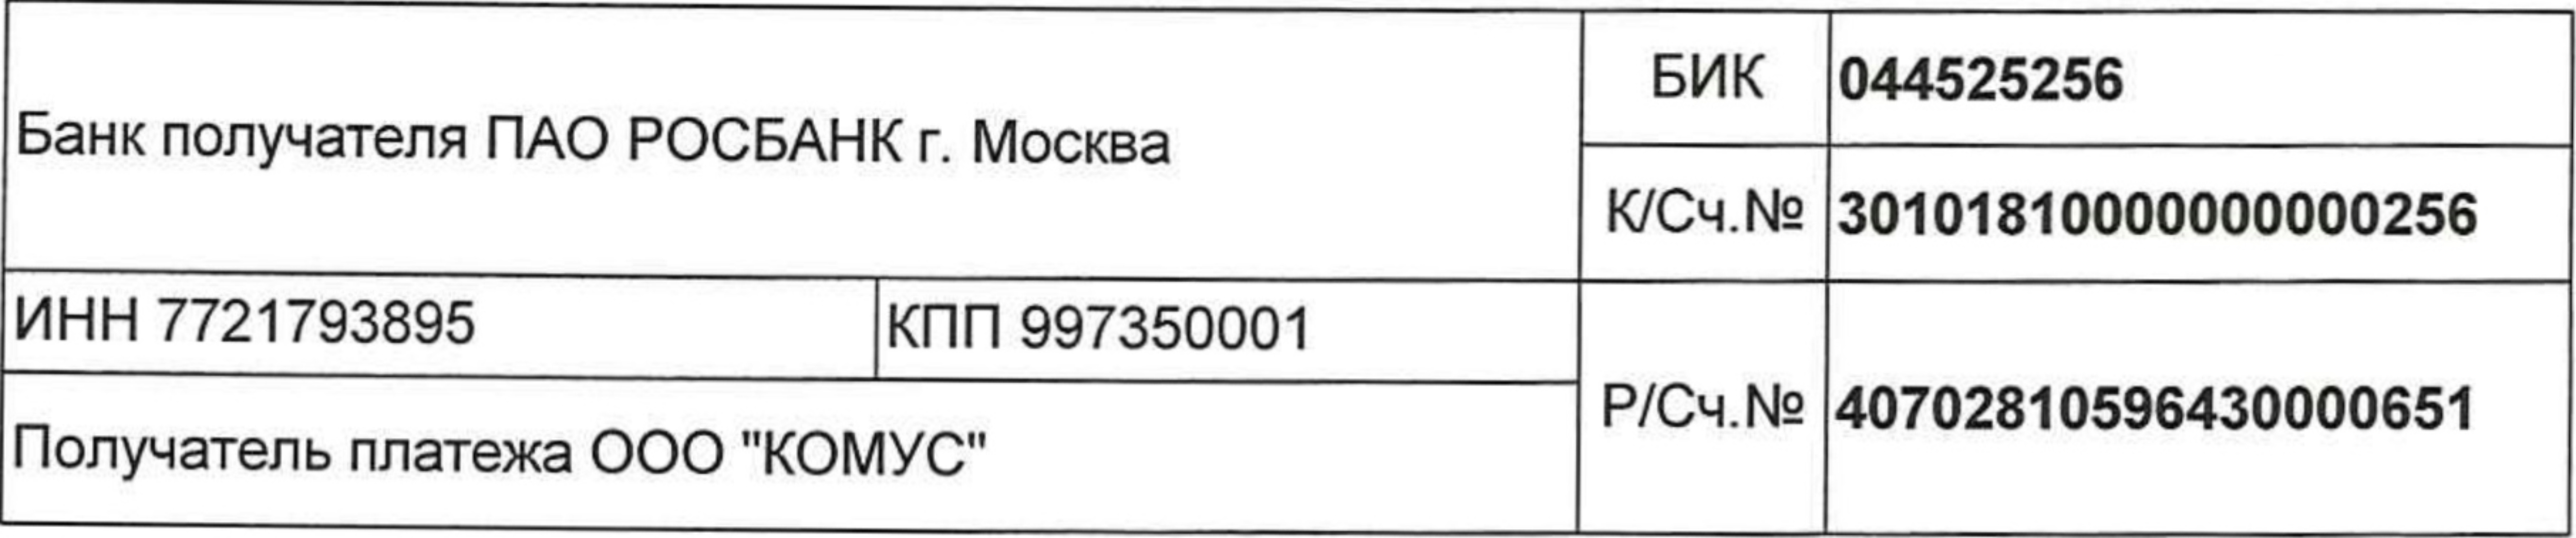 Банк получателя ПАО РОСБАНК г. Москва
БИК
044525256
К/Сч.№
30101810000000000256
ИНН 7721793895
КПП 997350001
Р/Сч.№
40702810596430000651
Получатель платежа ООО "КОМУС"